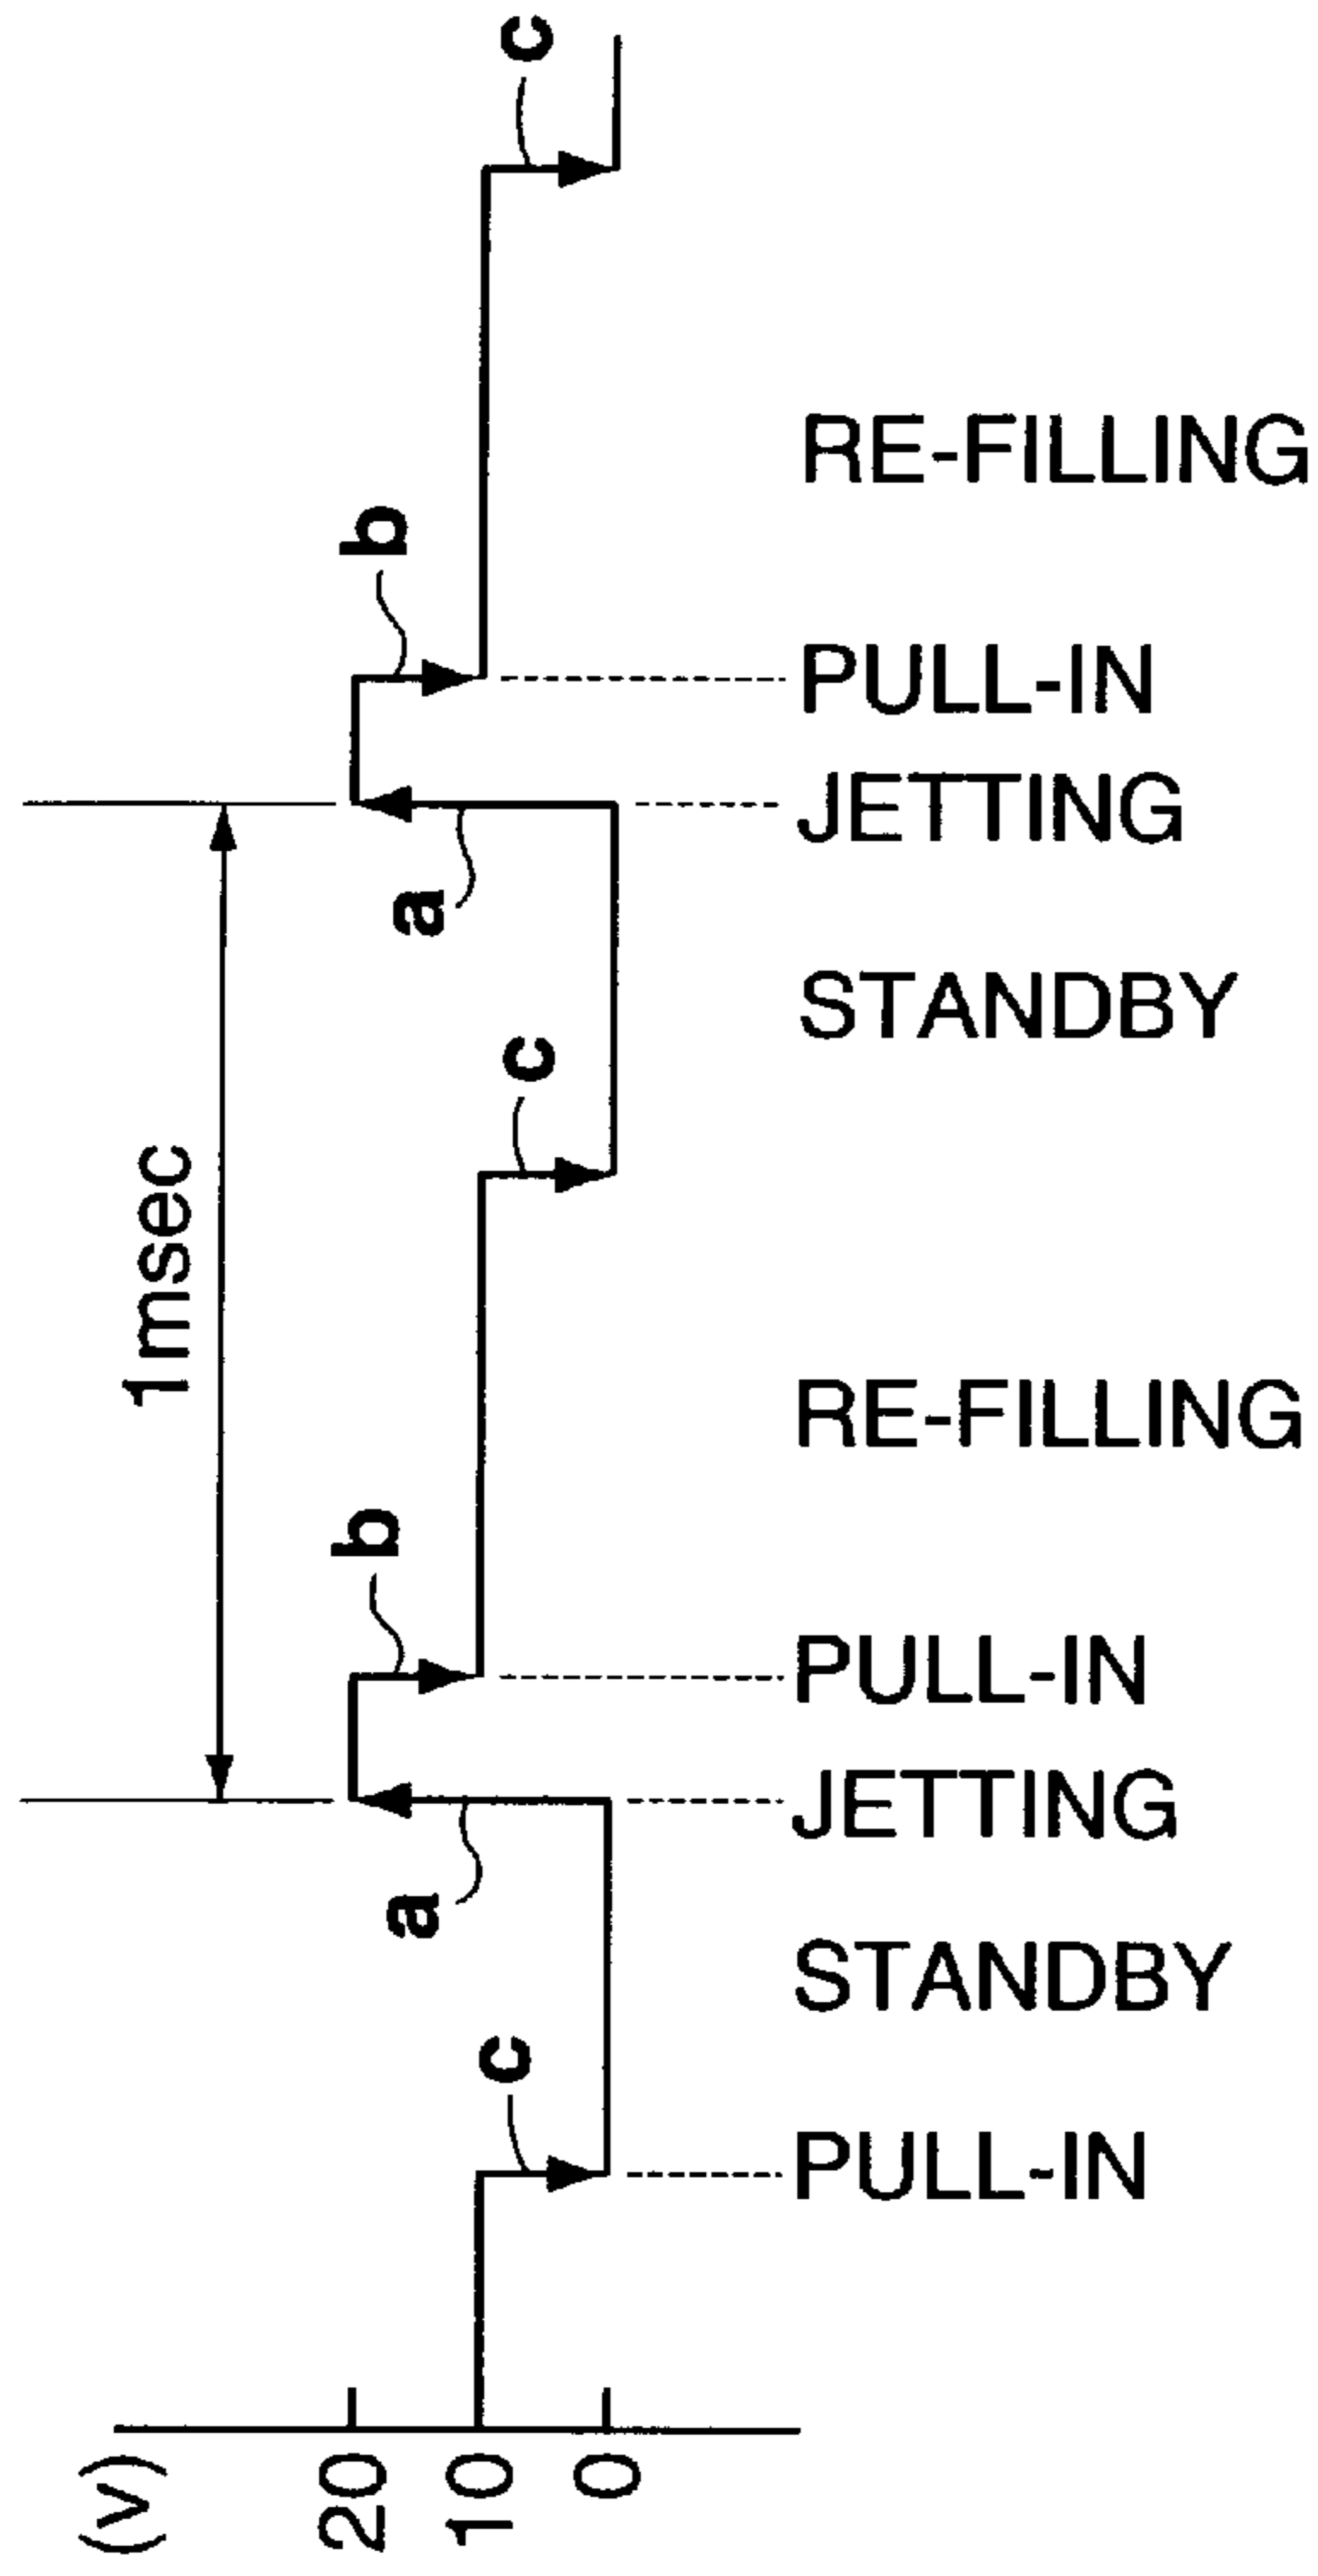 c
RE-FILLING
b
PULL-IN
JETTING
a
STANDBY
c
1msec
RE-FILLING
b
PULL-IN
JETTING
a
STANDBY
c
PULL-IN
(v)
20
10
0